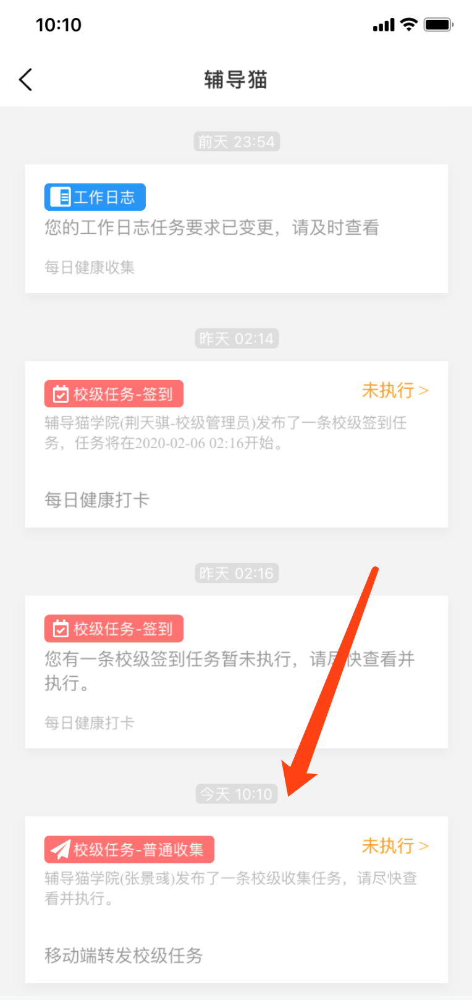 10:10
辅导猫
前天 23:54
工作日志
您的工作日志任务要求已变更，请及时查看
每日健康收集
昨天 02:14
校级任务-签到
未执行 >
辅导猫学院(荆天骐-校级管理员)发布了一条校级签到任
务，任务将在2020-02-06 02:16开始。
每日健康打卡
昨天 02:16
校级任务-签到
您有一条校级签到任务暂未执行，请尽快查看并
执行。
每日健康打卡
今天 10:10
校级任务-普通收集
未执行 >
辅导猫学院(张景彧)发布了一条校级收集任务，请尽快查
看并执行。
移动端转发校级任务